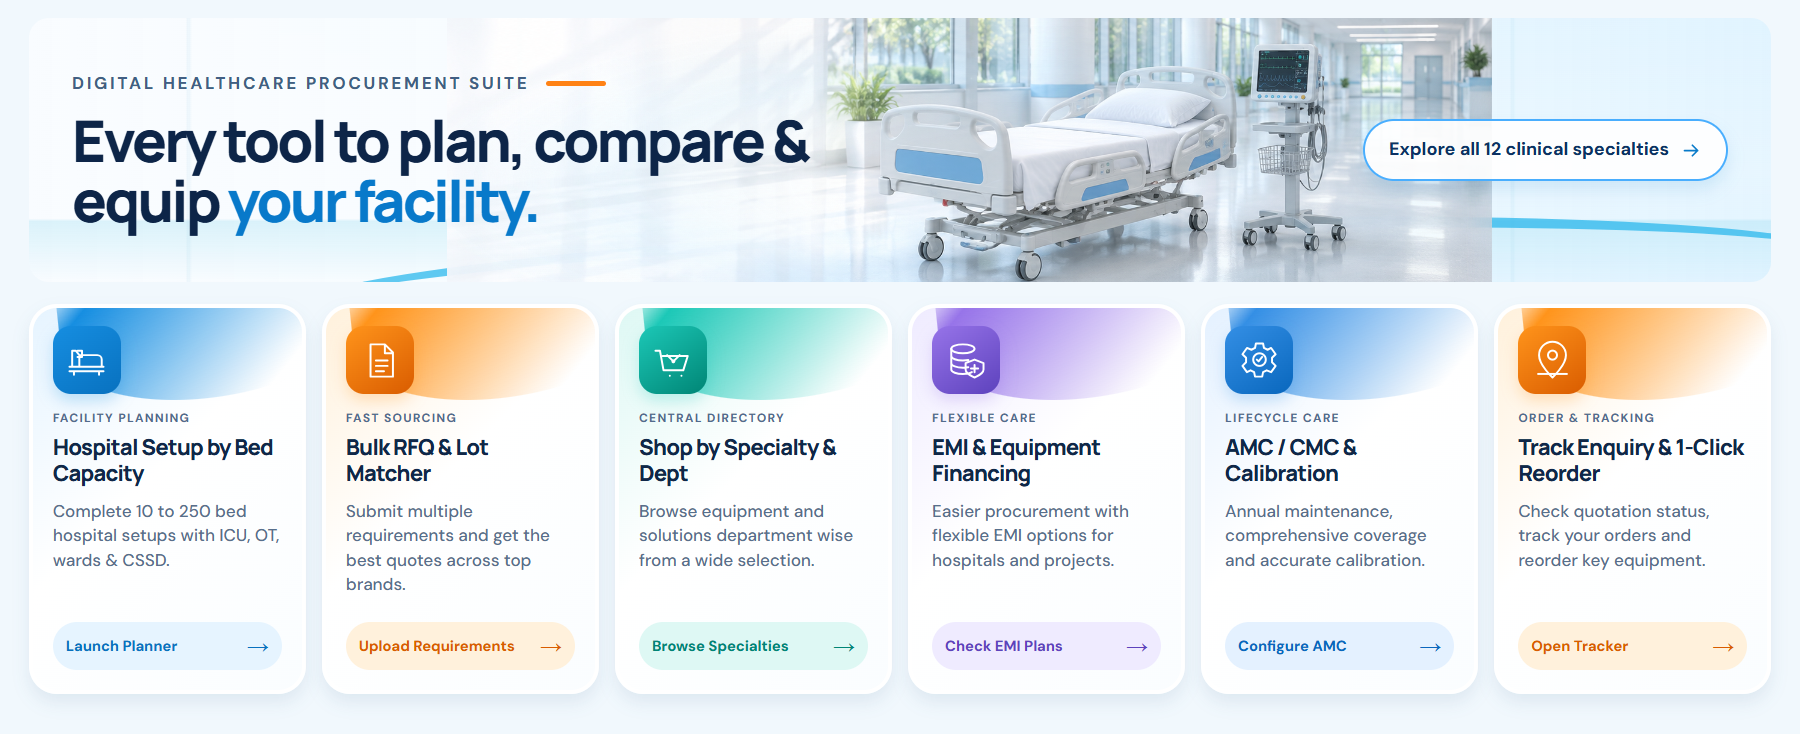 DIGITAL HEALTHCARE PROCUREMENT SUITE
Every tool to plan, compare &
equip your facility.
Explore all 12 clinical specialties →
FACILITY PLANNING
Hospital Setup by Bed
Capacity
Complete 10 to 250 bed
hospital setups with ICU, OT,
wards & CSSD.
Launch Planner →
FAST SOURCING
Bulk RFQ & Lot
Matcher
Submit multiple
requirements and get the
best quotes across top
brands.
Upload Requirements →
CENTRAL DIRECTORY
Shop by Specialty &
Dept
Browse equipment and
solutions department wise
from a wide selection.
Browse Specialties →
FLEXIBLE CARE
EMI & Equipment
Financing
Easier procurement with
flexible EMI options for
hospitals and projects.
Check EMI Plans →
LIFECYCLE CARE
AMC / CMC &
Calibration
Annual maintenance,
comprehensive coverage
and accurate calibration.
Configure AMC →
ORDER & TRACKING
Track Enquiry & 1-Click
Reorder
Check quotation status,
track your orders and
reorder key equipment.
Open Tracker →